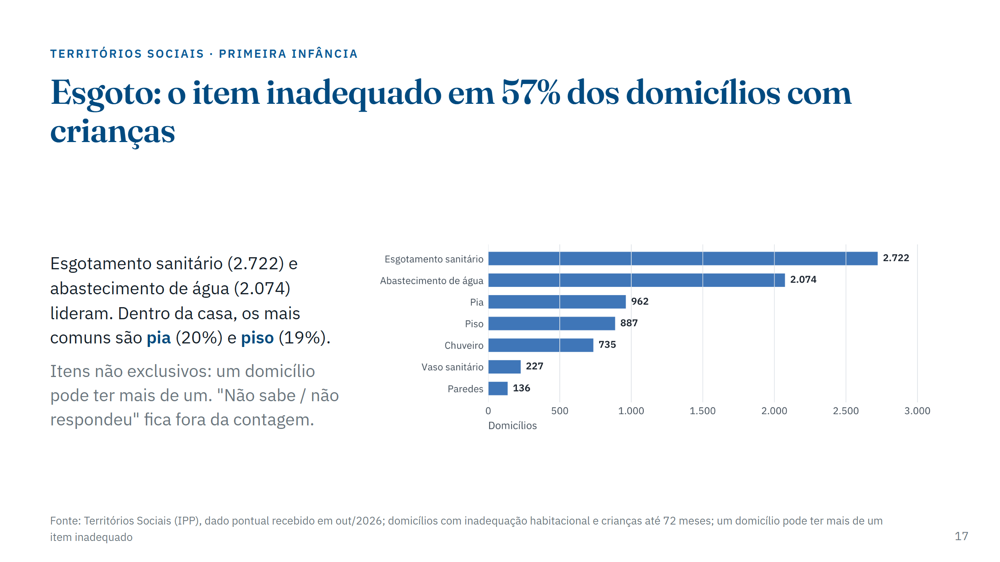 TERRITÓRIOS SOCIAIS · PRIMEIRA INFÂNCIA
Esgoto: o item inadequado em 57% dos domicílios com
crianças
Esgotamento sanitário (2.722) e
abastecimento de água (2.074)
lideram. Dentro da casa, os mais
comuns são pia (20%) e piso (19%).
Itens não exclusivos: um domicílio
pode ter mais de um. "Não sabe / não
respondeu" fica fora da contagem.
Esgotamento sanitário 2.722
Abastecimento de água 2.074
Pia 962
Piso 887
Chuveiro 735
Vaso sanitário 227
Paredes 136
0 500 1.000 1.500 2.000 2.500 3.000
Domicílios
Fonte: Territórios Sociais (IPP), dado pontual recebido em out/2026; domicílios com inadequação habitacional e crianças até 72 meses; um domicílio pode ter mais de um
item inadequado
17